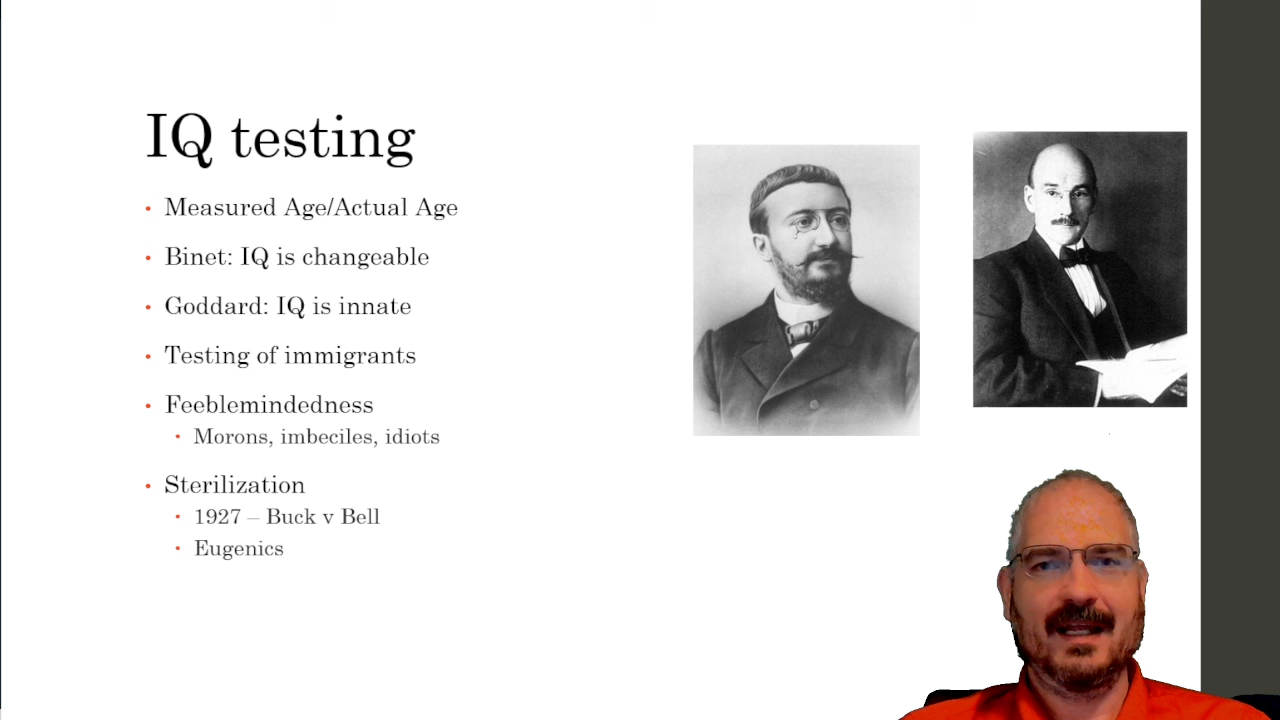 IQ testing
Measured Age/Actual Age
Binet: IQ is changeable
Goddard: IQ is innate
Testing of immigrants
Feeblemindedness
Morons, imbeciles, idiots
Sterilization
1927 – Buck v Bell
Eugenics